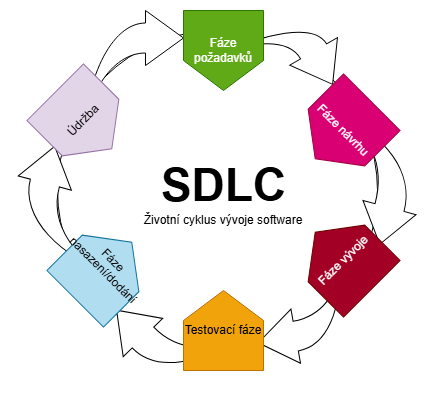 Fáze
požadavků
Fáze návrhu
Fáze vývoje
Testovací fáze
Fáze
nasazení/dodání
Údržba
SDLC
Životní cyklus vývoje software